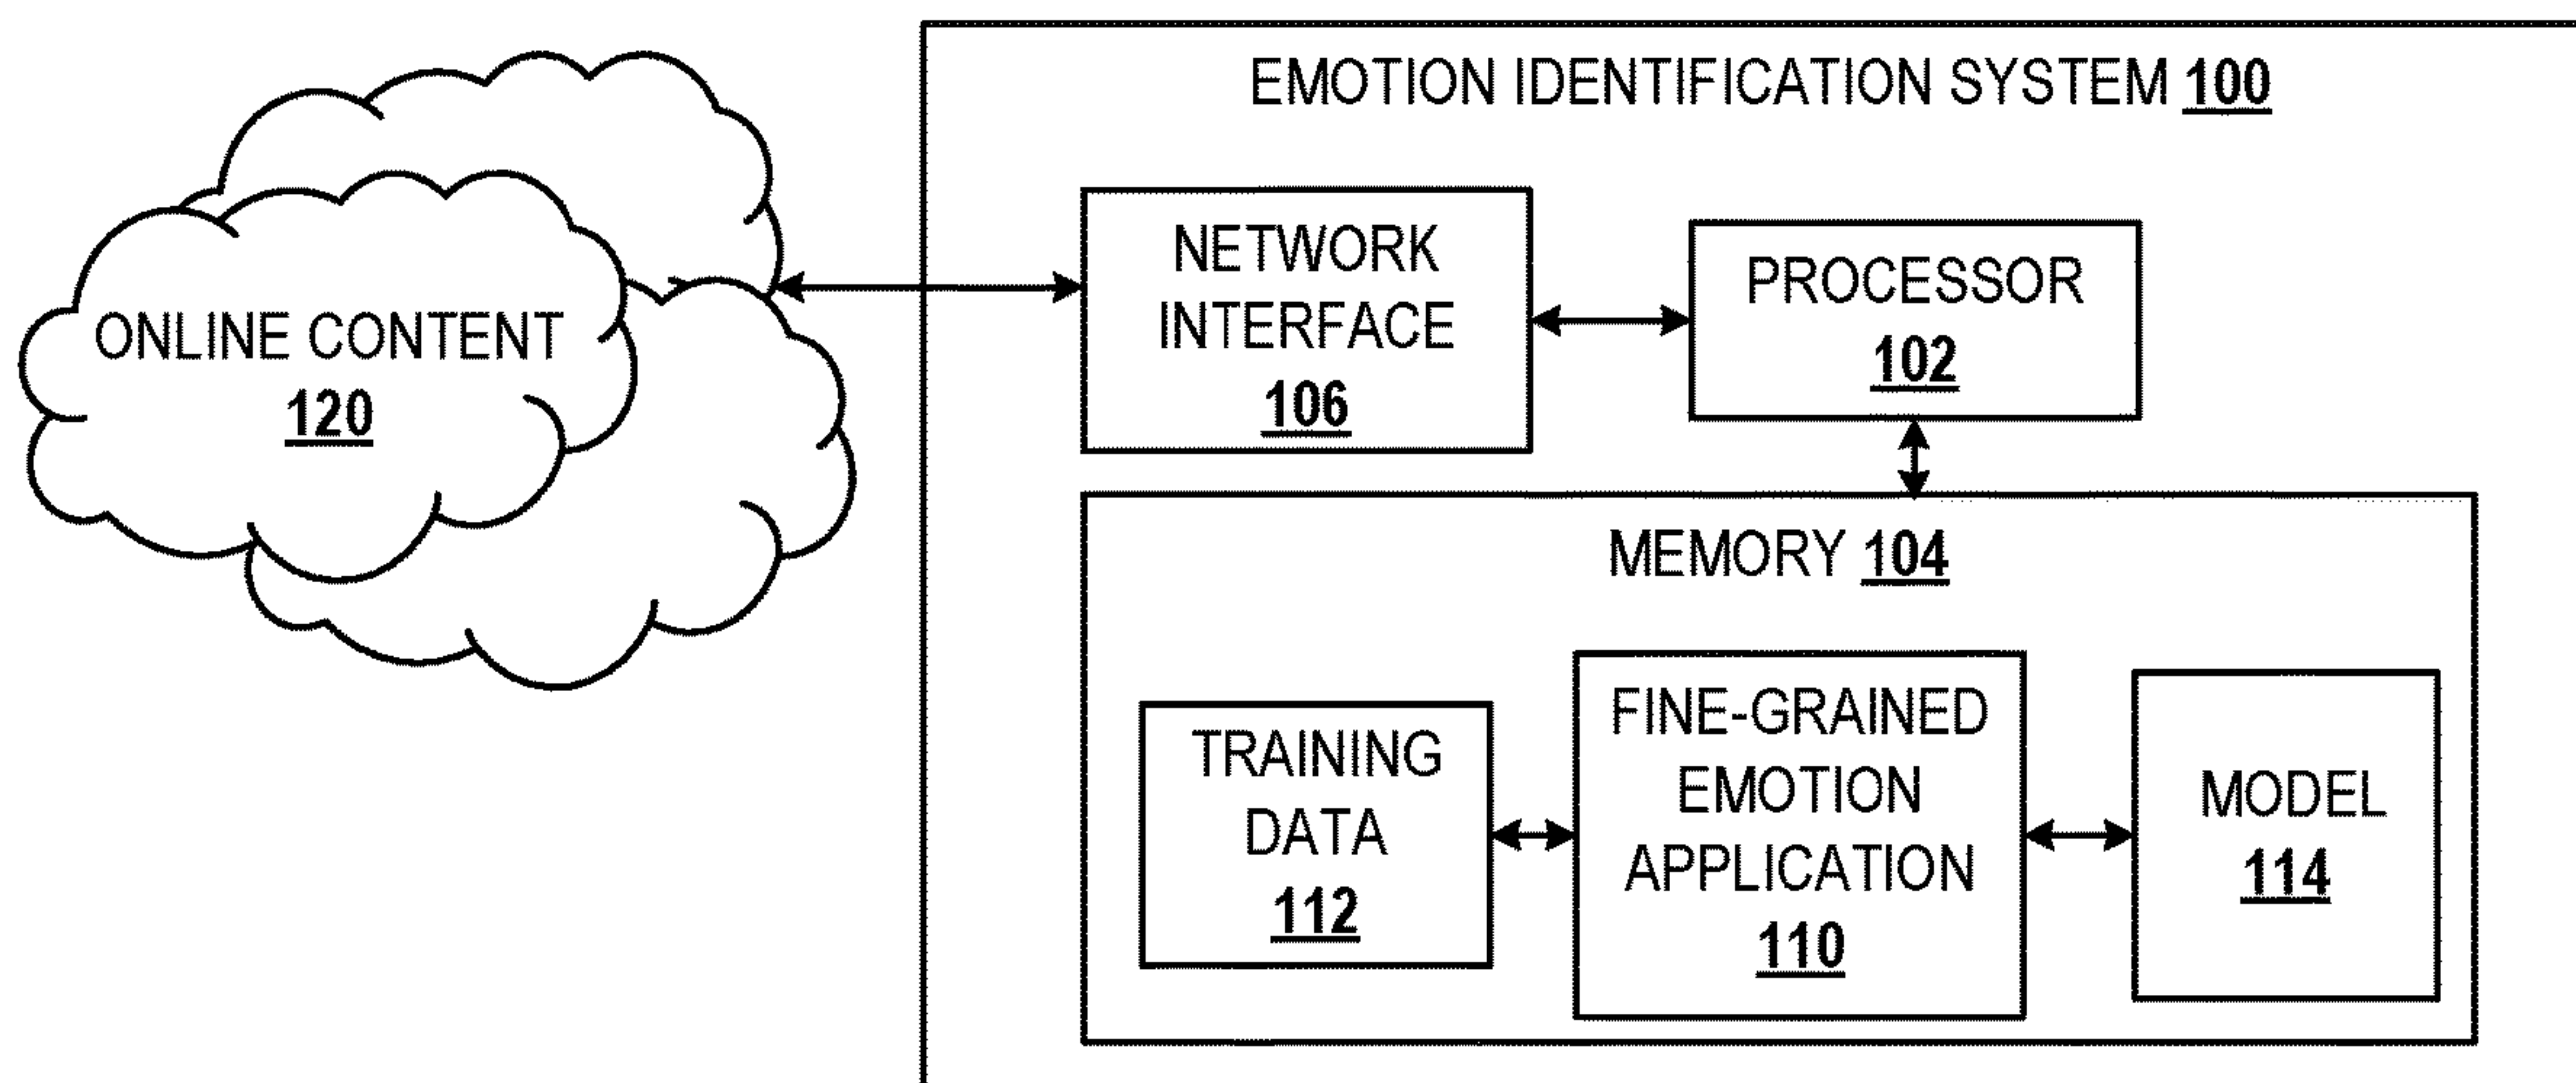 EMOTION IDENTIFICATION SYSTEM 100
ONLINE CONTENT
120
NETWORK
INTERFACE
106
PROCESSOR
102
MEMORY 104
TRAINING
DATA
112
FINE-GRAINED
EMOTION
APPLICATION
110
MODEL
114